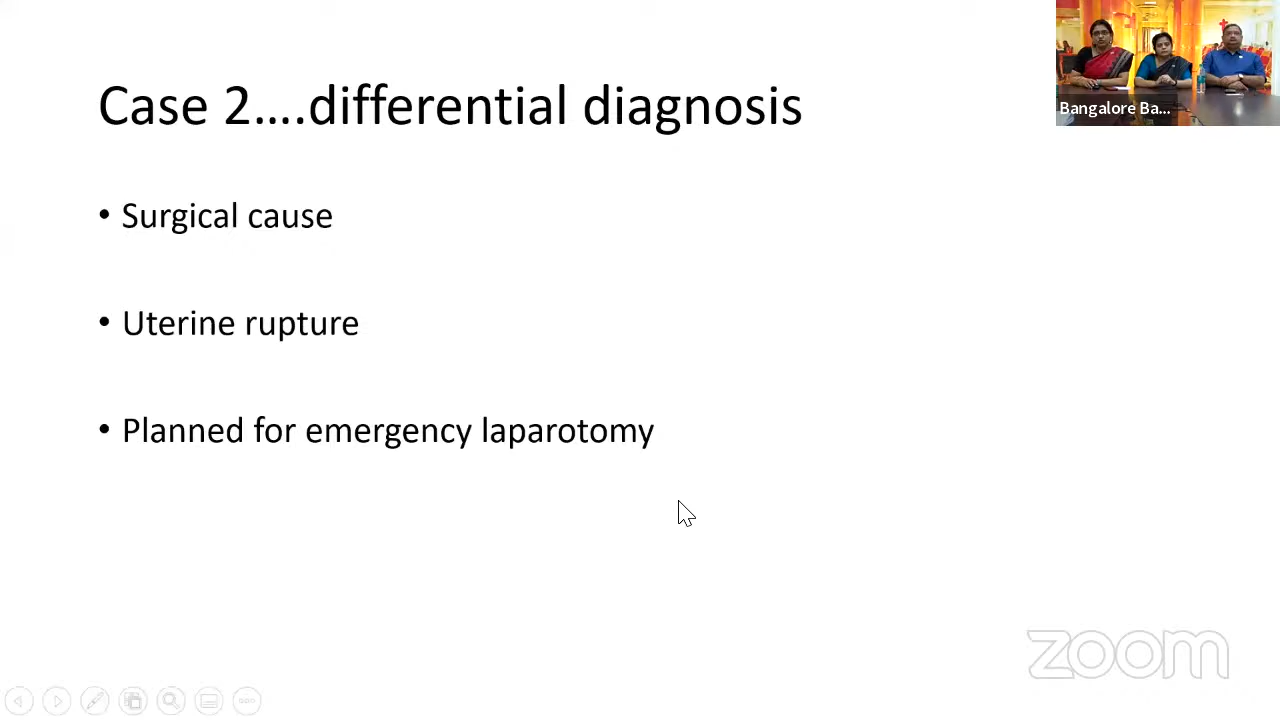 Case 2....differential diagnosis
Bangalore Ba...
• Surgical cause
• Uterine rupture
• Planned for emergency laparotomy
zoom